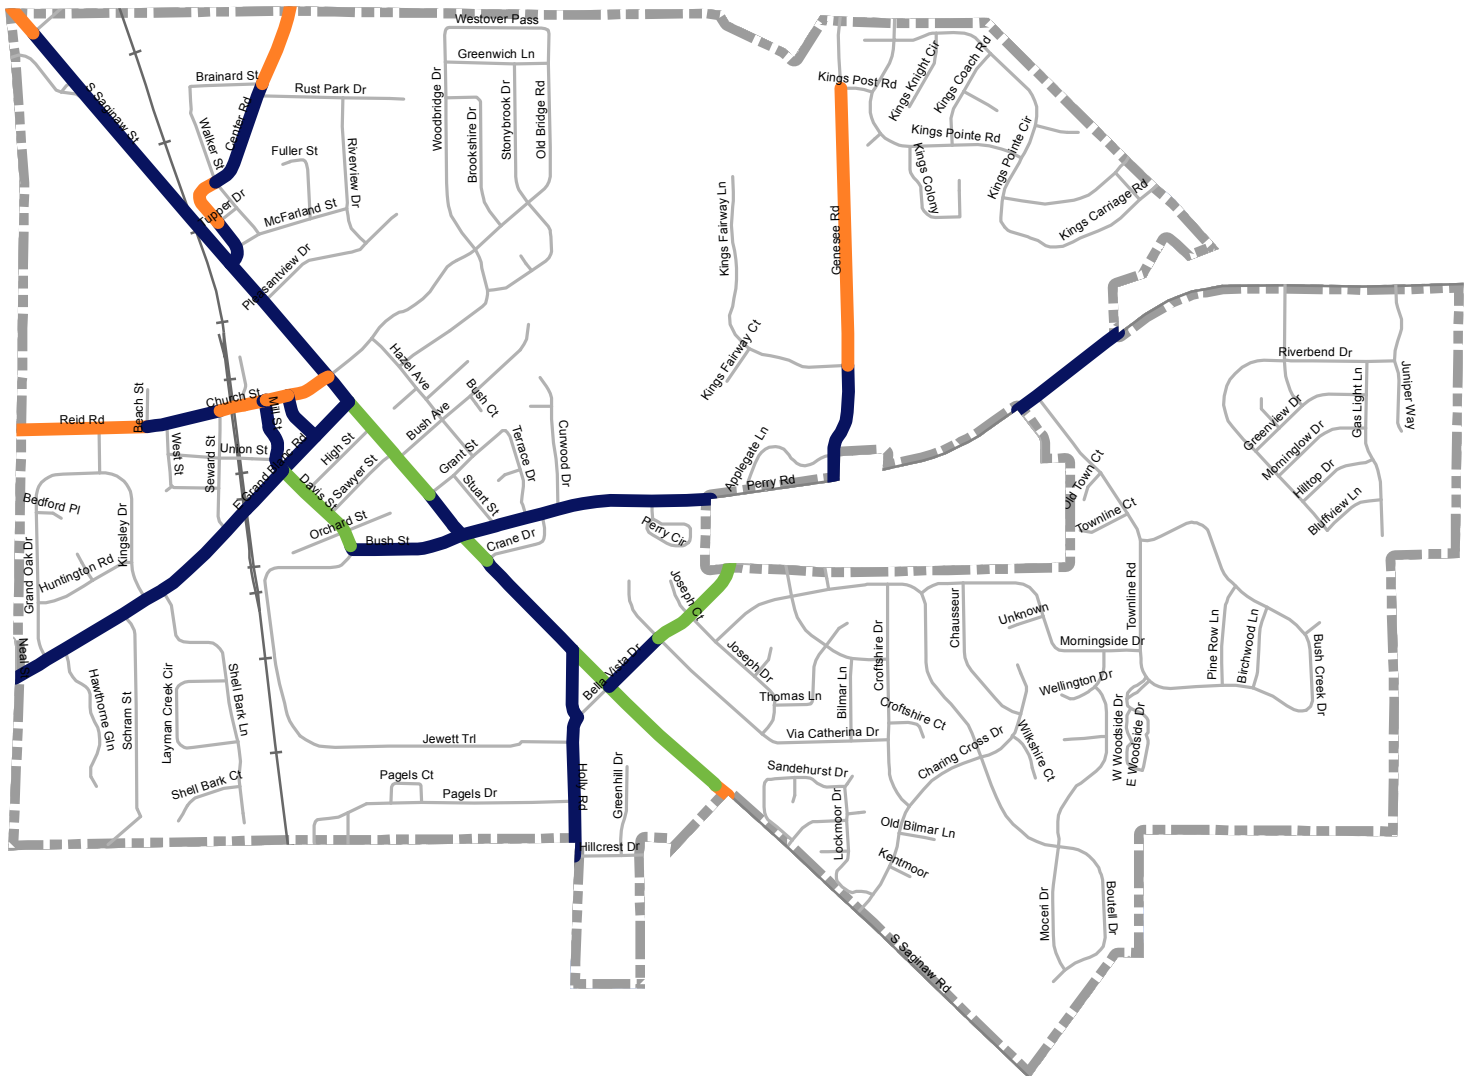 Westover Pass
Greenwich Ln
Brainard St
Rust Park Dr
S Saginaw St
Center Rd
Walker St
Fuller St
Riverview Dr
Tupper Dr
McFarland St
Pleasantview Dr
Woodbridge Dr
Brookshire Dr
Stonybrook Dr
Old Bridge Rd
Kings Post Rd
Kings Knight Cir
Kings Coach Rd
Kings Pointe Rd
Kings Pointe Cir
Kings Colony
Kings Carriage Rd
Kings Fairway Ln
Genesee Rd
Kings Fairway Ct
Hazel Ave
Bush Ct
Bush Ave
Reid Rd
Beach St
Church St
Mill St
West St
Seward St
Union St
E Grand Blanc Rd
High St
Sawyer St
Davis St
Orchard St
Grant St
Stuart St
Terrace Dr
Curwood Dr
Bush St
Crane Dr
Applegate Ln
Perry Rd
Perry Cir
Old Town Ct
Townline Ct
Riverbend Dr
Juniper Way
Gas Light Ln
Greenview Dr
Morninglow Dr
Hilltop Dr
Bluffview Ln
Bedford Pl
Kingsley Dr
Grand Oak Dr
Huntington Rd
Hawthorne Gln
Schram St
Layman Creek Cir
Shell Bark Ln
Shell Bark Ct
Jewett Trl
Pagels Ct
Pagels Dr
Holly Rd
Greenhill Dr
Hillcrest Dr
Bella Vista Dr
Joseph Ct
Joseph Dr
Thomas Ln
Bilmar Ln
Via Catherina Dr
Croftshire Dr
Croftshire Ct
Chausseur
Unknown
Morningside Dr
Townline Rd
Wellington Dr
W Woodside Dr
E Woodside Dr
Pine Row Ln
Birchwood Ln
Bush Creek Dr
Charing Cross Dr
Wilkshire Ct
Sandehurst Dr
Lockmoor Dr
Old Bilmar Ln
Kentmoor
Moceri Dr
Boutell Dr
S Saginaw Rd